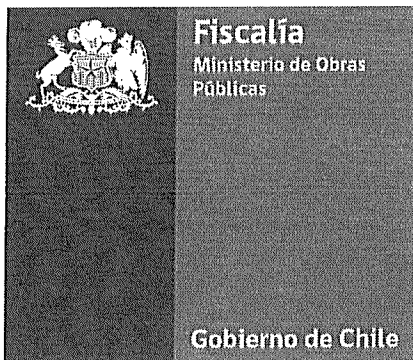 Fiscalía
Ministerio de Obras
Públicas
Gobierno de Chile